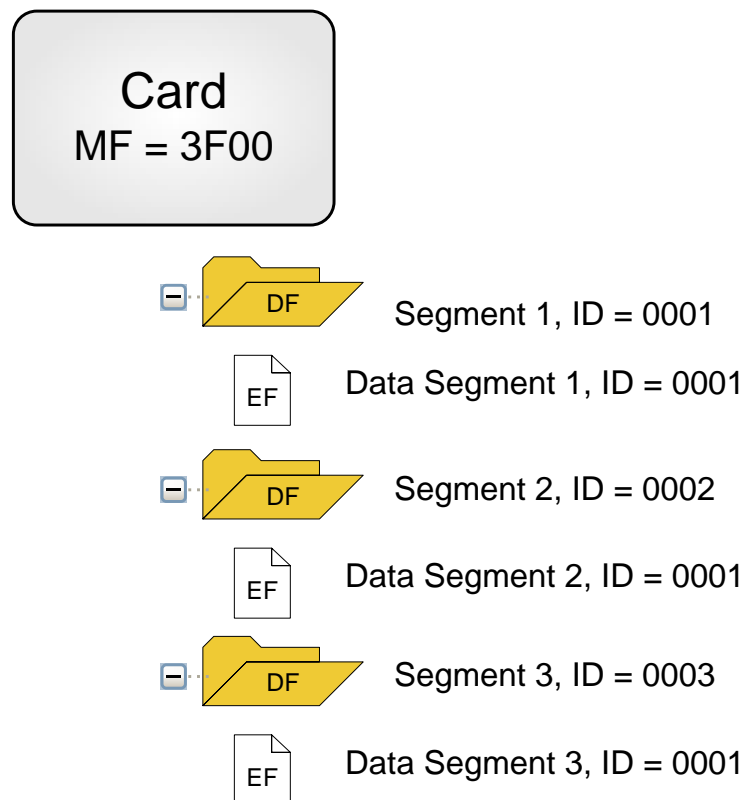 Card
MF = 3F00
DF
Segment 1, ID = 0001
EF
Data Segment 1, ID = 0001
DF
Segment 2, ID = 0002
EF
Data Segment 2, ID = 0001
DF
Segment 3, ID = 0003
EF
Data Segment 3, ID = 0001